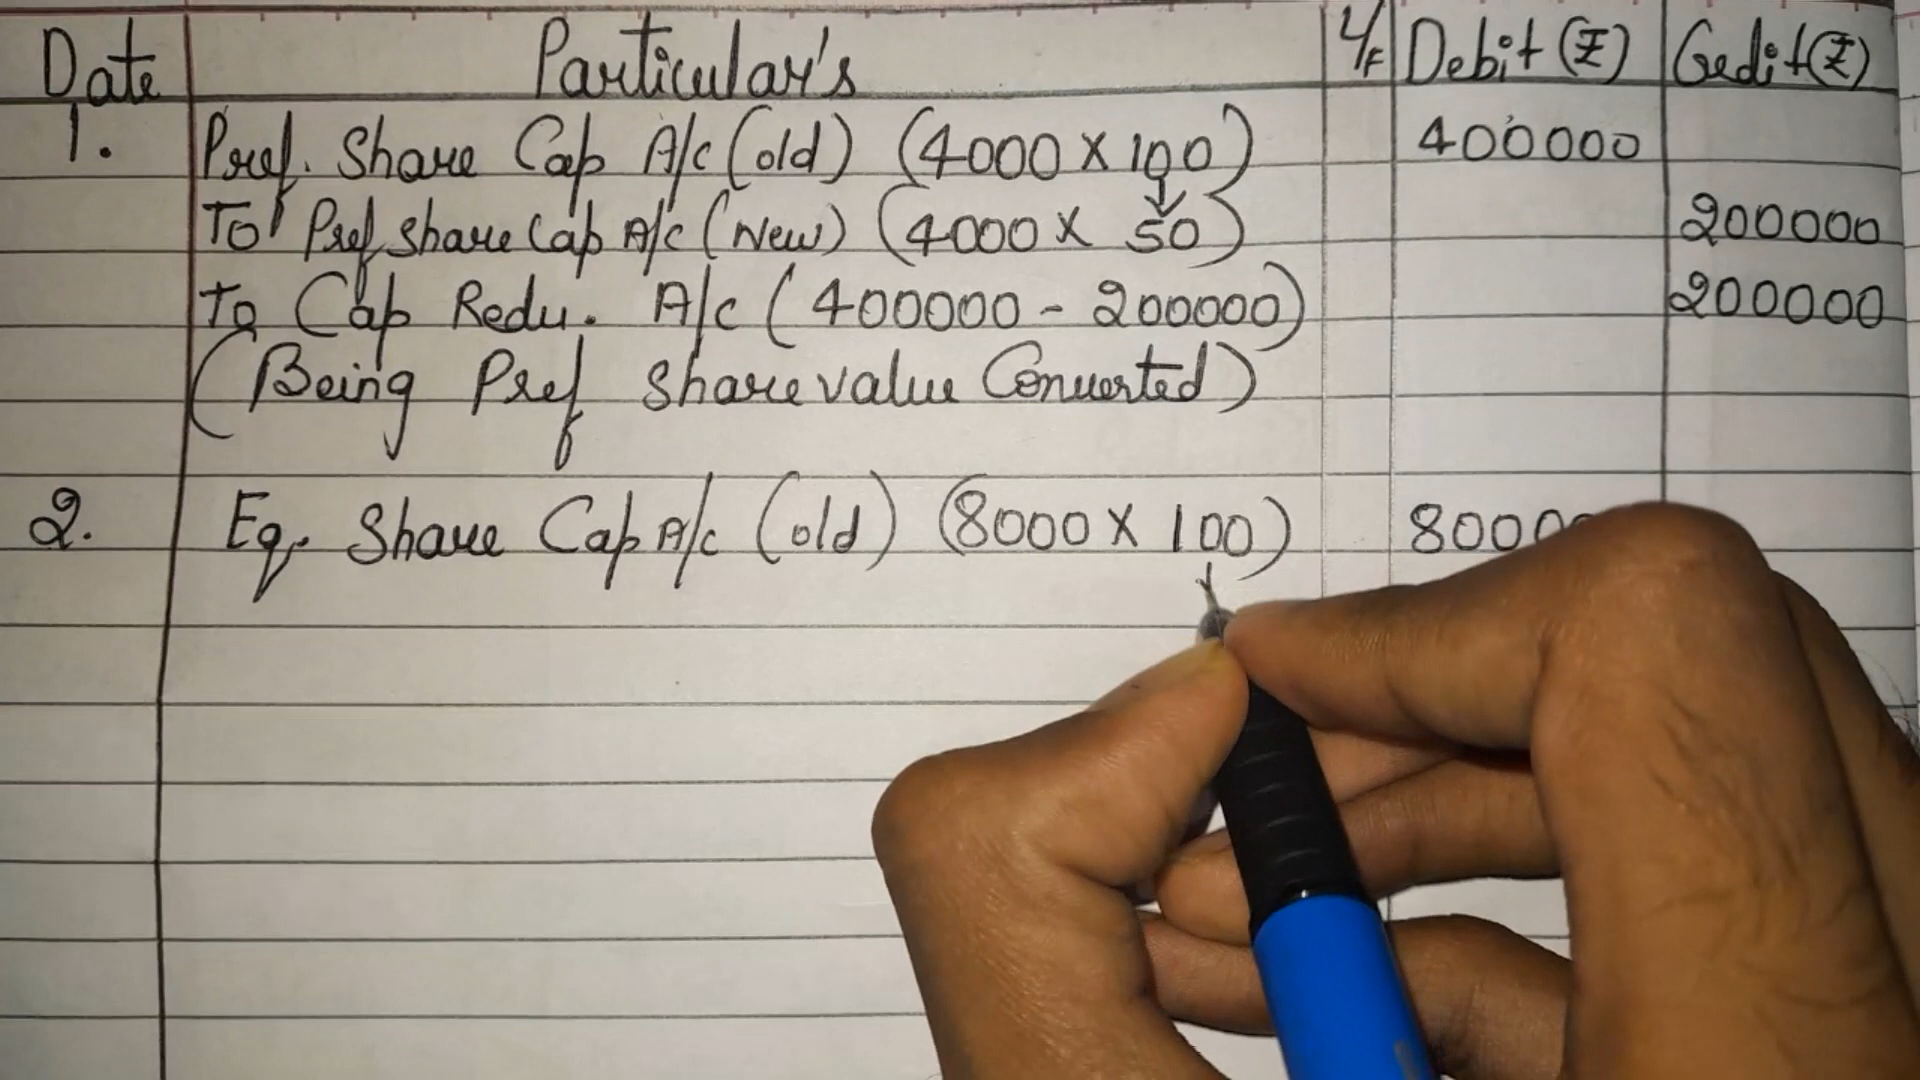 Date Particular's L/F Debit (₹) Credit (₹)
1. Pref. Share Cap A/c (old) (4000 x 100) 400000
To Pref share Cap A/c (New) (4000 x 50) 200000
To Cap Redu. A/c (400000 - 200000) 200000
(Being Pref share value Converted)
2. Eq. Share Cap A/c (old) (8000 x 100)